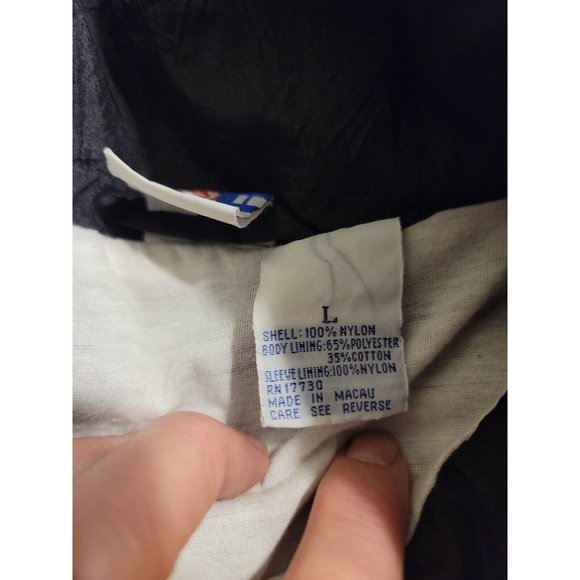 L
SHELL: 100% NYLON
BODY LINING: 65% POLYESTER
35% COTTON
SLEEVE LINING: 100% NYLON
RN 17730
MADE IN MACAU
CARE SEE REVERSE